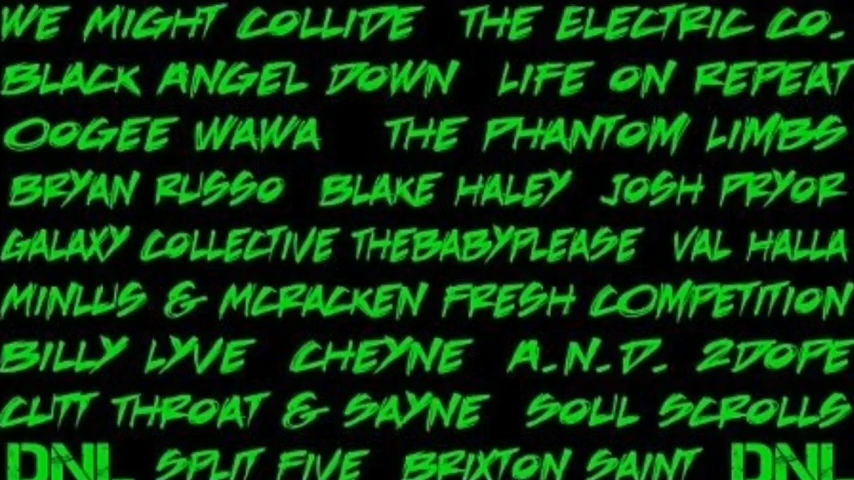 WE MIGHT COLLIDE THE ELECTRIC CO.
BLACK ANGEL DOWN LIFE ON REPEAT
OOGEE WAWA THE PHANTOM LIMBS
BRYAN RUSSO BLAKE HALEY JOSH PRYOR
GALAXY COLLECTIVE THEBABYPLEASE VAL HALLA
MINLUS & MCRACKEN FRESH COMPETITION
BILLY LYVE CHEYNE A.N.D. 2DOPE
CUTT THROAT & SAYNE SOUL SCROLLS
DNL SPLIT FIVE BRIXTON SAINT DNL